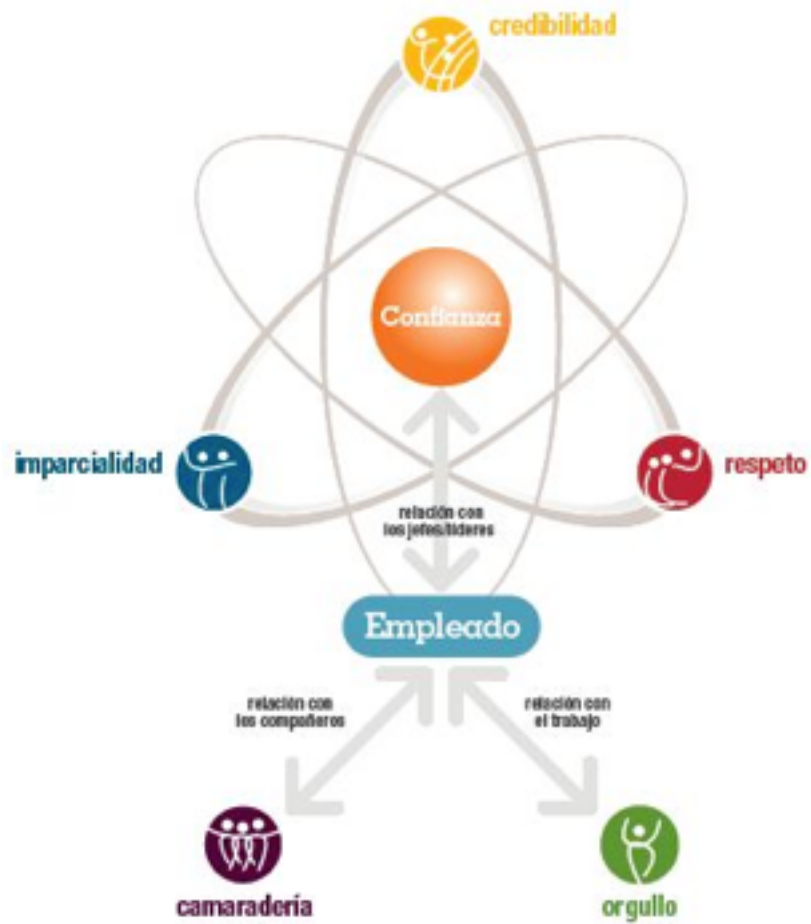 credibilidad
Confianza
imparcialidad
respeto
relación con
los jefes/líderes
Empleado
relación con
los compañeros
relación con
el trabajo
camaradería
orgullo